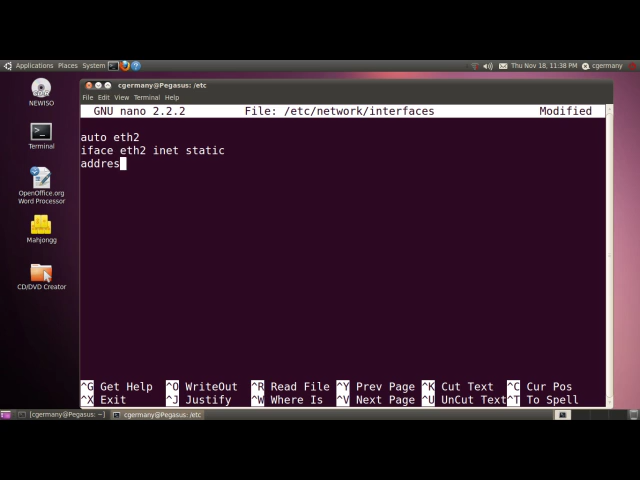 Applications Places System Thu Nov 18, 11:38 PM cgermany
cgermany@Pegasus: /etc
File Edit View Terminal Help
GNU nano 2.2.2 File: /etc/network/interfaces Modified
auto eth2
iface eth2 inet static
addres
^G Get Help ^O WriteOut ^R Read File ^Y Prev Page ^K Cut Text ^C Cur Pos
^X Exit ^J Justify ^W Where Is ^V Next Page ^U UnCut Text ^T To Spell
NEWISO
Terminal
OpenOffice.org
Word Processor
Mahjongg
CD/DVD Creator
[cgermany@Pegasus: ~] cgermany@Pegasus: /etc